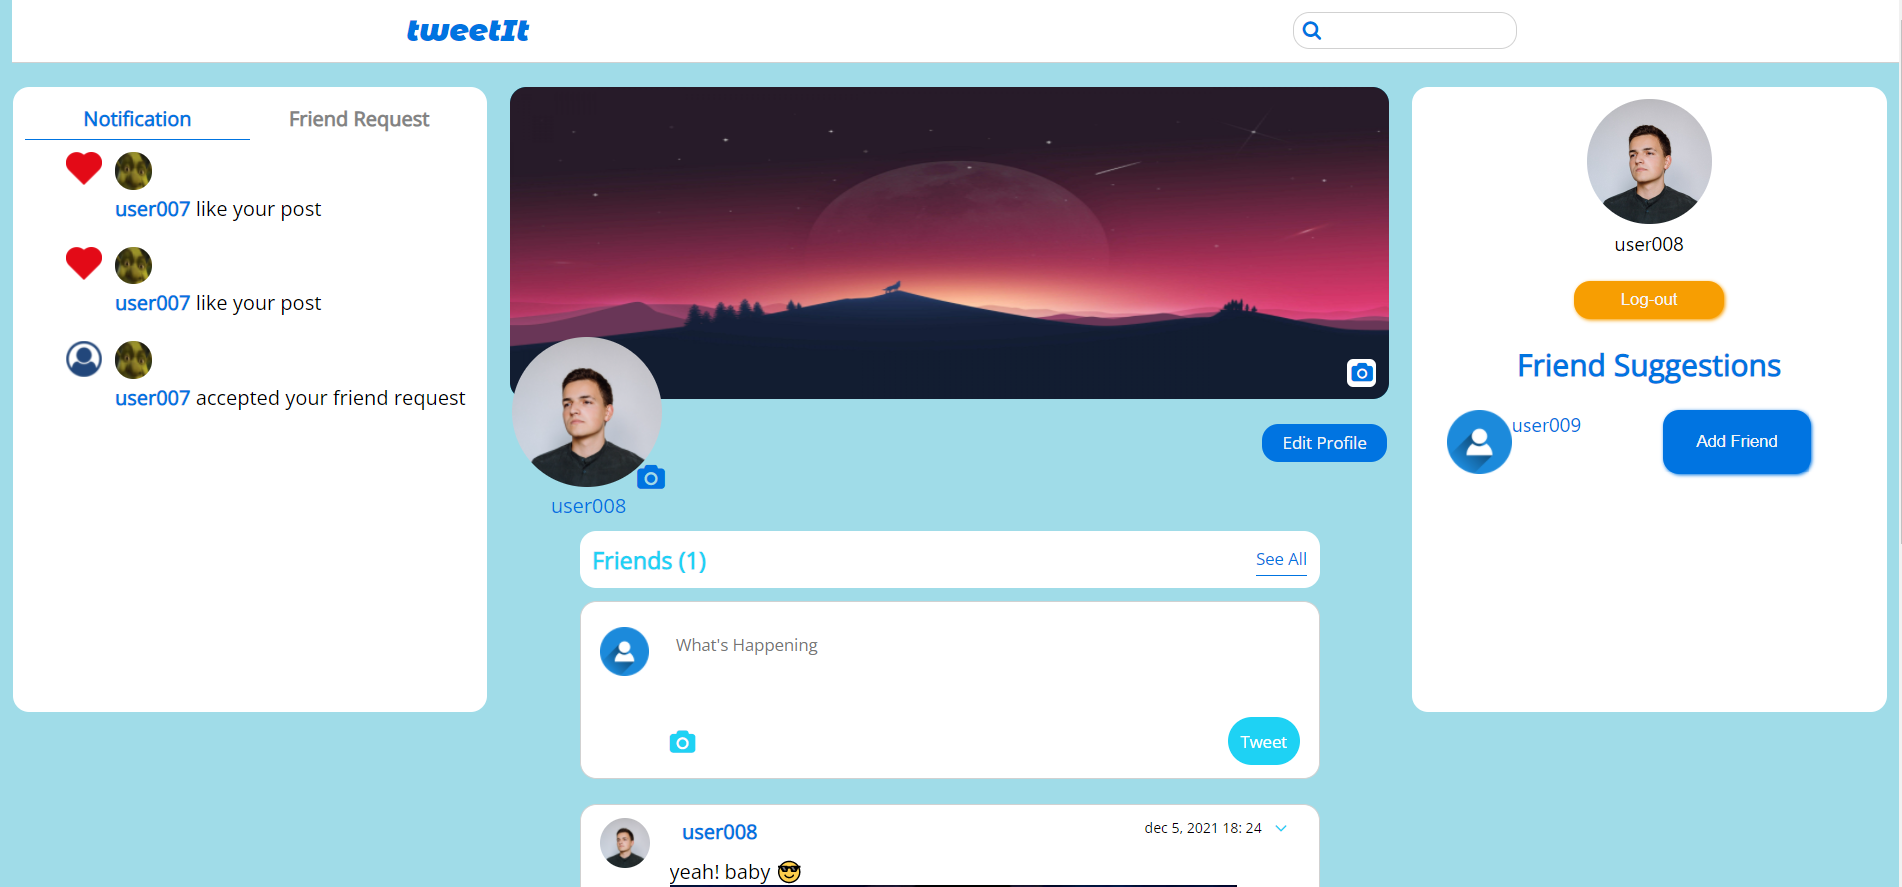 tweetIt
Notification
Friend Request
user007 like your post
user007 like your post
user007 accepted your friend request
Edit Profile
user008
Friends (1)
See All
What's Happening
Tweet
user008
dec 5, 2021 18: 24
yeah! baby 😎
user008
Log-out
Friend Suggestions
user009
Add Friend